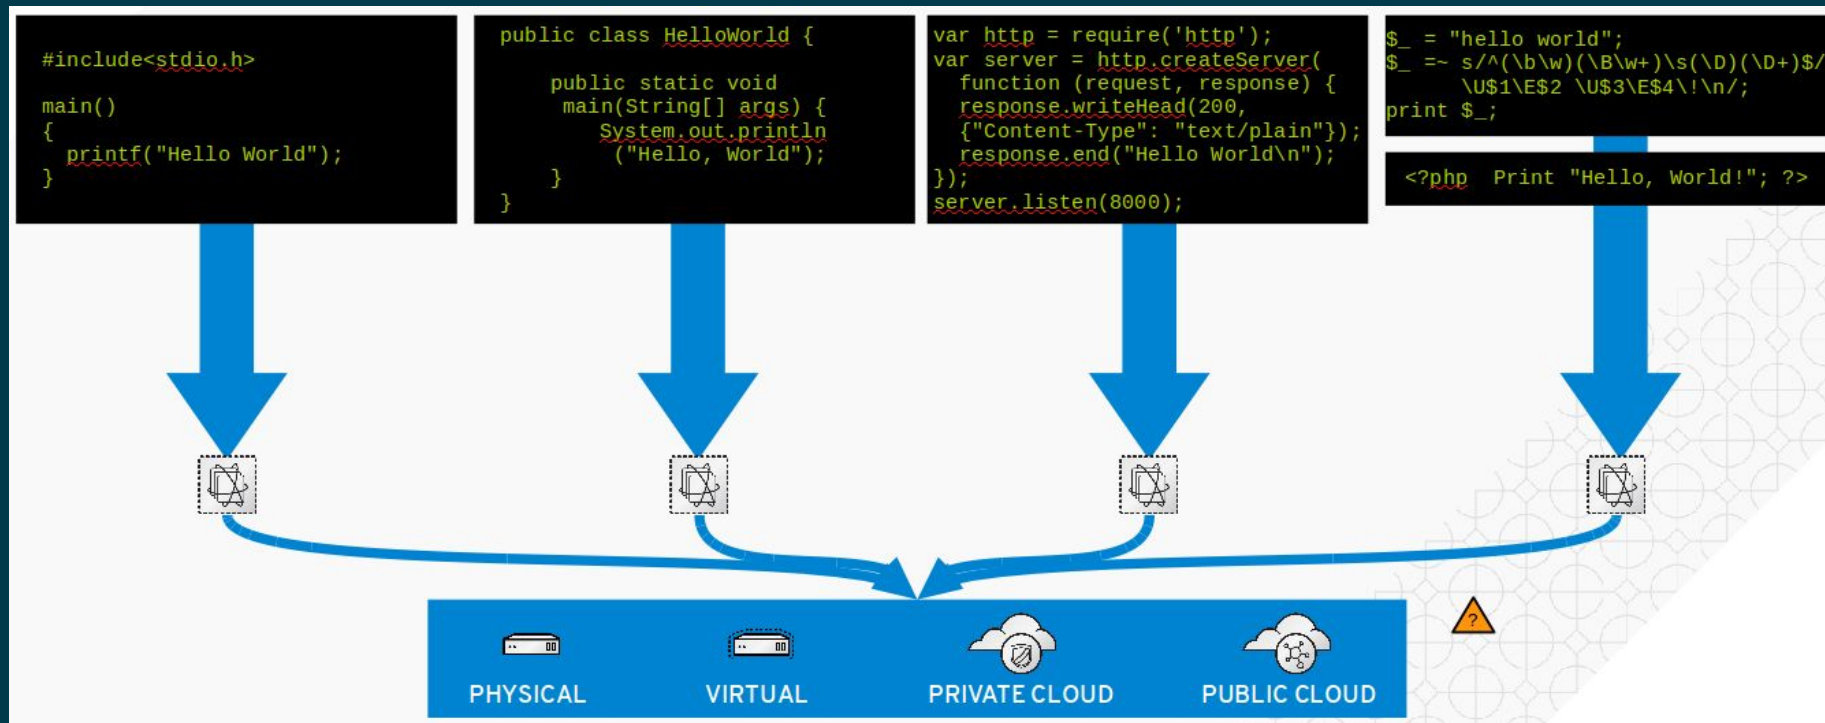 #include<stdio.h>
main()
{
printf("Hello World");
}
public class HelloWorld {
public static void
main(String[] args) {
System.out.println
("Hello, World");
}
}
var http = require('http');
var server = http.createServer(
function (request, response) {
response.writeHead(200,
{"Content-Type": "text/plain"});
response.end("Hello World\n");
});
server.listen(8000);
$_ = "hello world";
$_ =~ s/^(\b\w)(\B\w+)\s(\D)(\D+)$/
\U$1\E$2 \U$3\E$4\!\n/;
print $_;
<?php Print "Hello, World!"; ?>
?
PHYSICAL
VIRTUAL
PRIVATE CLOUD
PUBLIC CLOUD